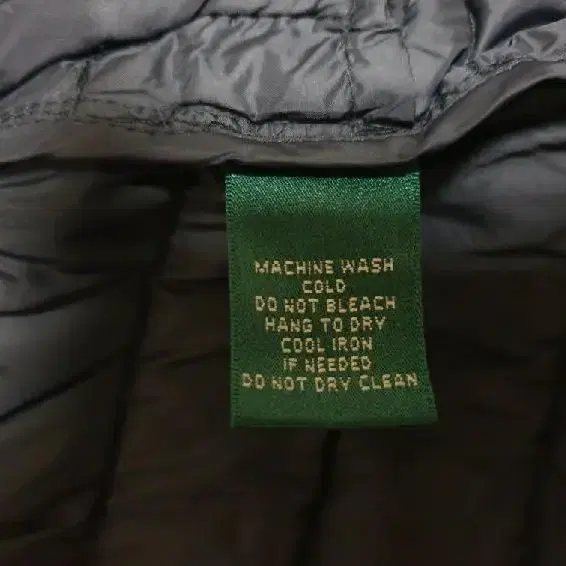 MACHINE WASH
COLD
DO NOT BLEACH
HANG TO DRY
COOL IRON
IF NEEDED
DO NOT DRY CLEAN